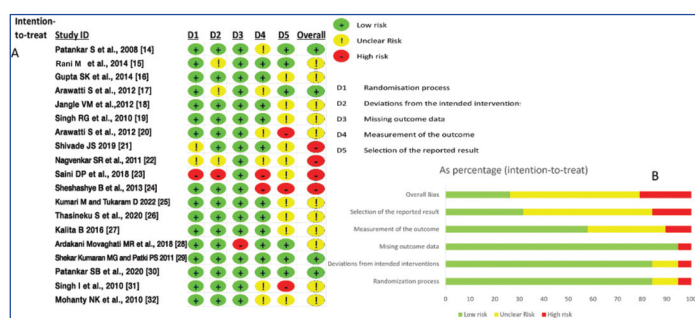 Intention-
to-treat Study ID D1 D2 D3 D4 D5 Overall
A
Patankar S et al., 2008 [14]
Rani M et al., 2014 [15]
Gupta SK et al., 2014 [16]
Arawatti S et al., 2012 [17]
Jangle VM et al.,2012 [18]
Singh RG et al., 2010 [19]
Arawatti S et al., 2012 [20]
Shivade JS 2019 [21]
Nagvenkar SR et al., 2011 [22]
Saini DP et al., 2018 [23]
Sheshashye B et al., 2013 [24]
Kumari M and Tukaram D 2022 [25]
Thasineku S et al., 2020 [26]
Kalita B 2016 [27]
Ardakani Movaghati MR et al., 2018 [28]
Shekar Kumaran MG and Patki PS 2011 [29]
Patankar SB et al., 2020 [30]
Singh I et al., 2010 [31]
Mohanty NK et al., 2010 [32]
+ Low risk
! Unclear Risk
- High risk
D1 Randomisation process
D2 Deviations from the intended interventions
D3 Missing outcome data
D4 Measurement of the outcome
D5 Selection of the reported result
B
As percentage (intention-to-treat)
Overall Bias
Selection of the reported result
Measurement of the outcome
Mising outcome data
Deviations from intended interventions
Randomization process
0 10 20 30 40 50 60 70 80 90 100
Low risk Unclear risk High risk